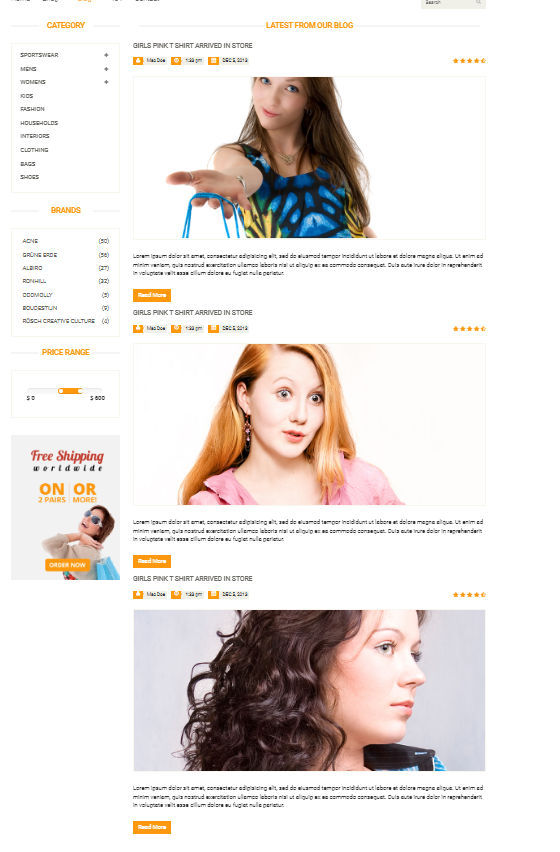 Search
CATEGORY
SPORTSWEAR +
MENS +
WOMENS +
KIDS
FASHION
HOUSEHOLDS
INTERIORS
CLOTHING
BAGS
SHOES
BRANDS
ACNE (50)
GRÜNE ERDE (56)
ALBIRO (27)
RONHILL (32)
ODDMOLLY (5)
BOUDESTIJN (9)
RÖSCH CREATIVE CULTURE (4)
PRICE RANGE
$ 0 $ 600
Free Shipping
worldwide
ON OR
2 PAIRS MORE!
ORDER NOW
LATEST FROM OUR BLOG
GIRLS PINK T SHIRT ARRIVED IN STORE
Mac Doe 1:33 pm DEC 5, 2013
Lorem ipsum dolor sit amet, consectetur adipisicing elit, sed do eiusmod tempor incididunt ut labore et dolore magna aliqua. Ut enim ad
minim veniam, quis nostrud exercitation ullamco laboris nisi ut aliquip ex ea commodo consequat. Duis aute irure dolor in reprehenderit
in voluptate velit esse cillum dolore eu fugiat nulla pariatur.
Read More
GIRLS PINK T SHIRT ARRIVED IN STORE
Mac Doe 1:33 pm DEC 5, 2013
Lorem ipsum dolor sit amet, consectetur adipisicing elit, sed do eiusmod tempor incididunt ut labore et dolore magna aliqua. Ut enim ad
minim veniam, quis nostrud exercitation ullamco laboris nisi ut aliquip ex ea commodo consequat. Duis aute irure dolor in reprehenderit
in voluptate velit esse cillum dolore eu fugiat nulla pariatur.
Read More
GIRLS PINK T SHIRT ARRIVED IN STORE
Mac Doe 1:33 pm DEC 5, 2013
Lorem ipsum dolor sit amet, consectetur adipisicing elit, sed do eiusmod tempor incididunt ut labore et dolore magna aliqua. Ut enim ad
minim veniam, quis nostrud exercitation ullamco laboris nisi ut aliquip ex ea commodo consequat. Duis aute irure dolor in reprehenderit
in voluptate velit esse cillum dolore eu fugiat nulla pariatur.
Read More